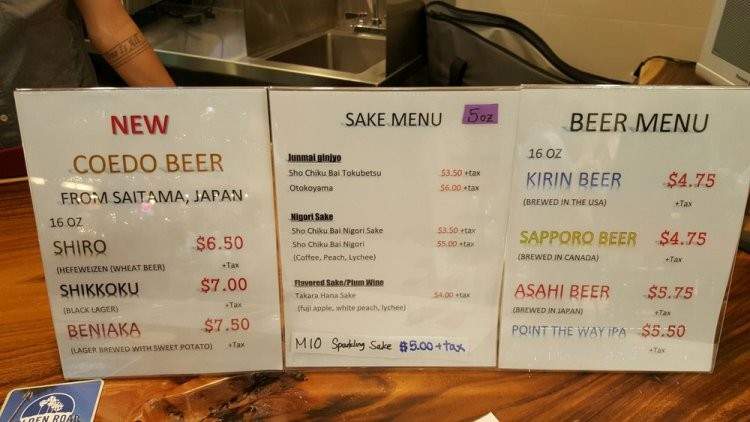 NEW
COEDO BEER
FROM SAITAMA, JAPAN
16 OZ
SHIRO $6.50
(HEFEWEIZEN (WHEAT BEER) +Tax
SHIKKOKU $7.00
(BLACK LAGER) +Tax
BENIAKA $7.50
(LAGER BREWED WITH SWEET POTATO) +Tax
SAKE MENU 5oz
Junmai ginjyo
Sho Chiku Bai Tokubetsu $3.50 +tax
Otokoyama $6.00 +tax
Nigori Sake
Sho Chiku Bai Nigori Sake $3.50 +tax
Sho Chiku Bai Nigori $5.00 +tax
(Coffee, Peach, Lychee)
Flavored Sake/Plum Wine
Takara Hana Sake $4.00 +tax
(fuji apple, white peach, lychee)
MIO Sparkling Sake $5.00 + tax
BEER MENU
16 OZ
KIRIN BEER $4.75
(BREWED IN THE USA) +Tax
SAPPORO BEER $4.75
(BREWED IN CANADA) +Tax
ASAHI BEER $5.75
(BREWED IN JAPAN) +Tax
POINT THE WAY IPA $5.50
+Tax
ROAD